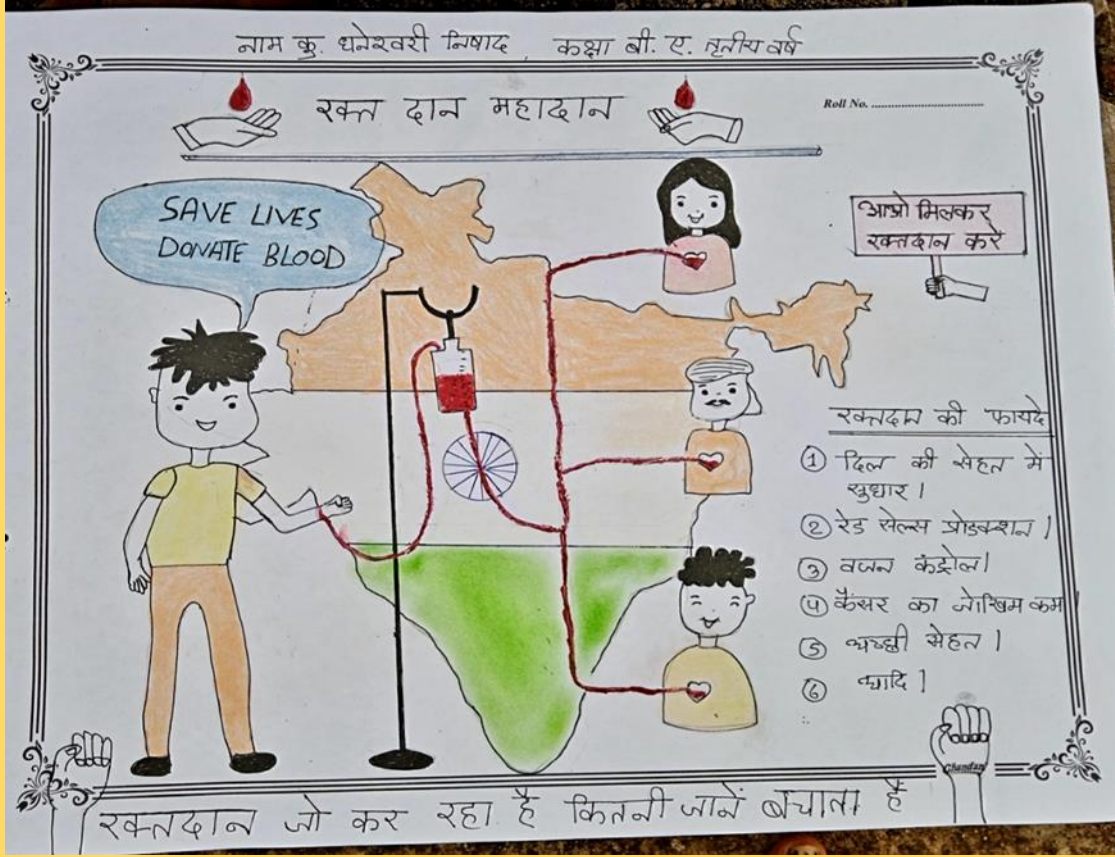 नाम कु. धनेश्वरी निषाद , कक्षा बी. ए. तृतीय वर्ष
रक्त दान महादान
Roll No. ........................................
SAVE LIVES
DONATE BLOOD
आओ मिलकर
रक्तदान करे
रक्तदान की फायदे
① दिल की सेहत में
सुधार।
② रेड सेल्स प्रोडक्शन।
③ वजन कंट्रोल।
④ कैंसर का जोखिम कम
⑤ अच्छी सेहत।
⑥ आदि।
Chandan
रक्तदान जो कर रहा है कितनी जानें बचाता है